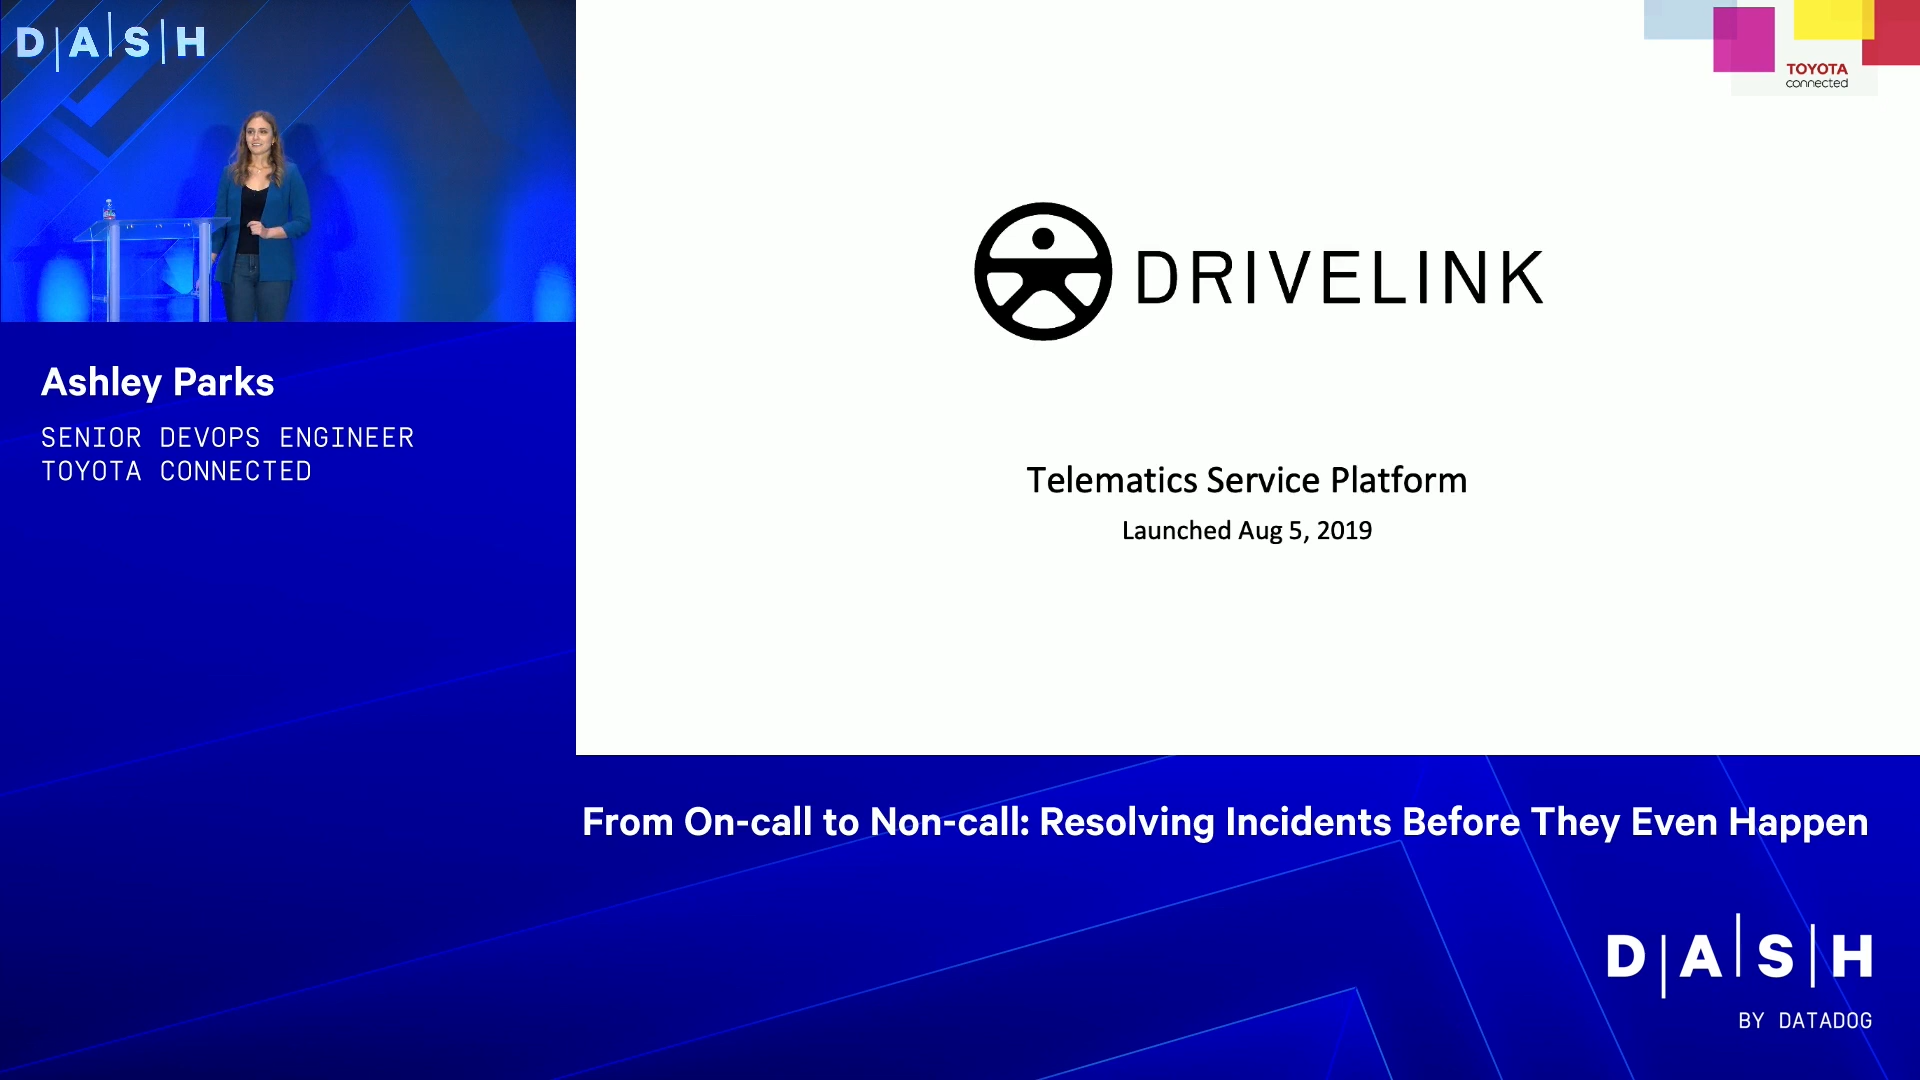 D|A|S|H
TOYOTA
connected
DRIVELINK
Ashley Parks
SENIOR DEVOPS ENGINEER
TOYOTA CONNECTED
Telematics Service Platform
Launched Aug 5, 2019
From On-call to Non-call: Resolving Incidents Before They Even Happen
D|A|S|H
BY DATADOG